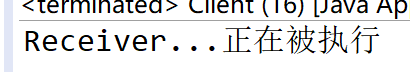 <terminated> Client (16) [Java Ap
Receiver...正在被执行